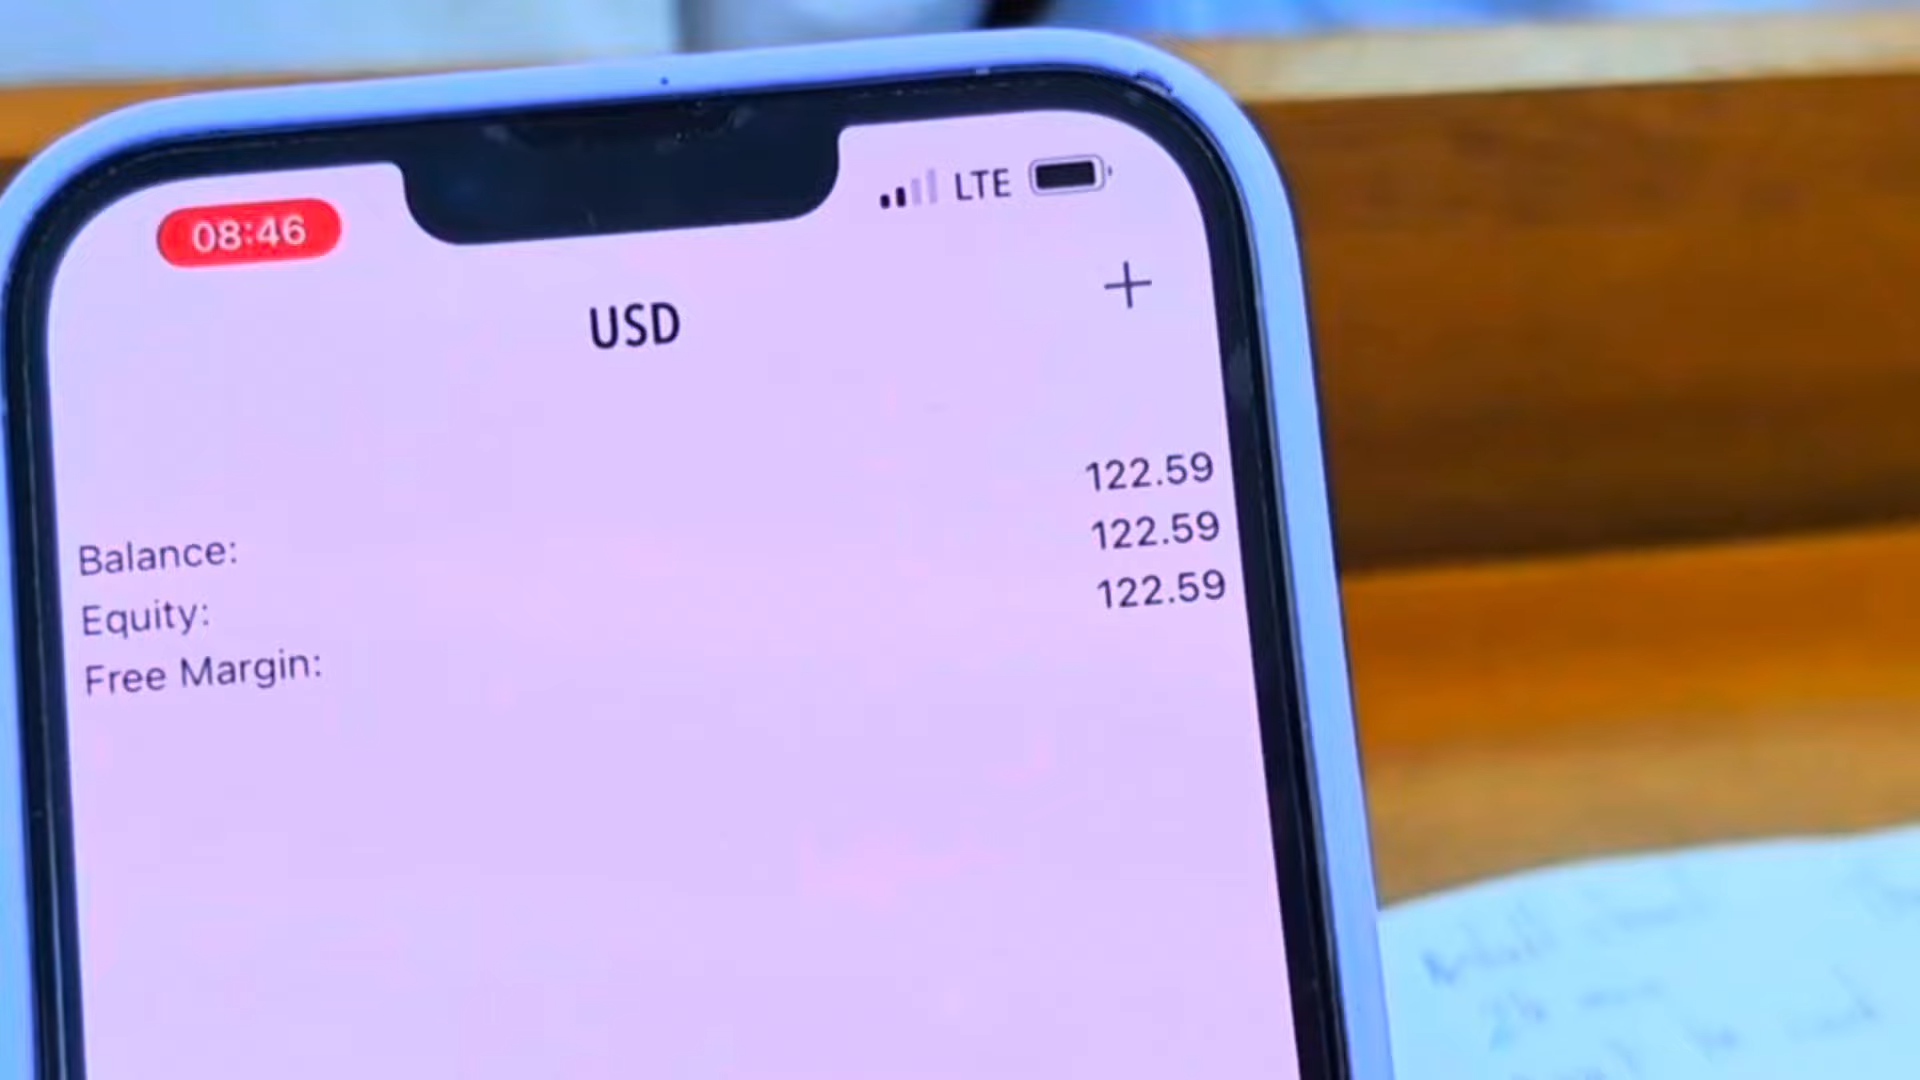 08:46 LTE
USD
122.59
Balance: 122.59
Equity: 122.59
Free Margin: